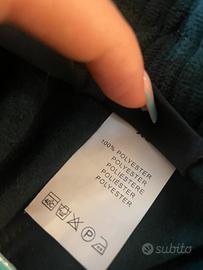 100% POLYESTER
POLYESTER
POLIESTERE
POLYESTER
POLIÉSTER
P
subito